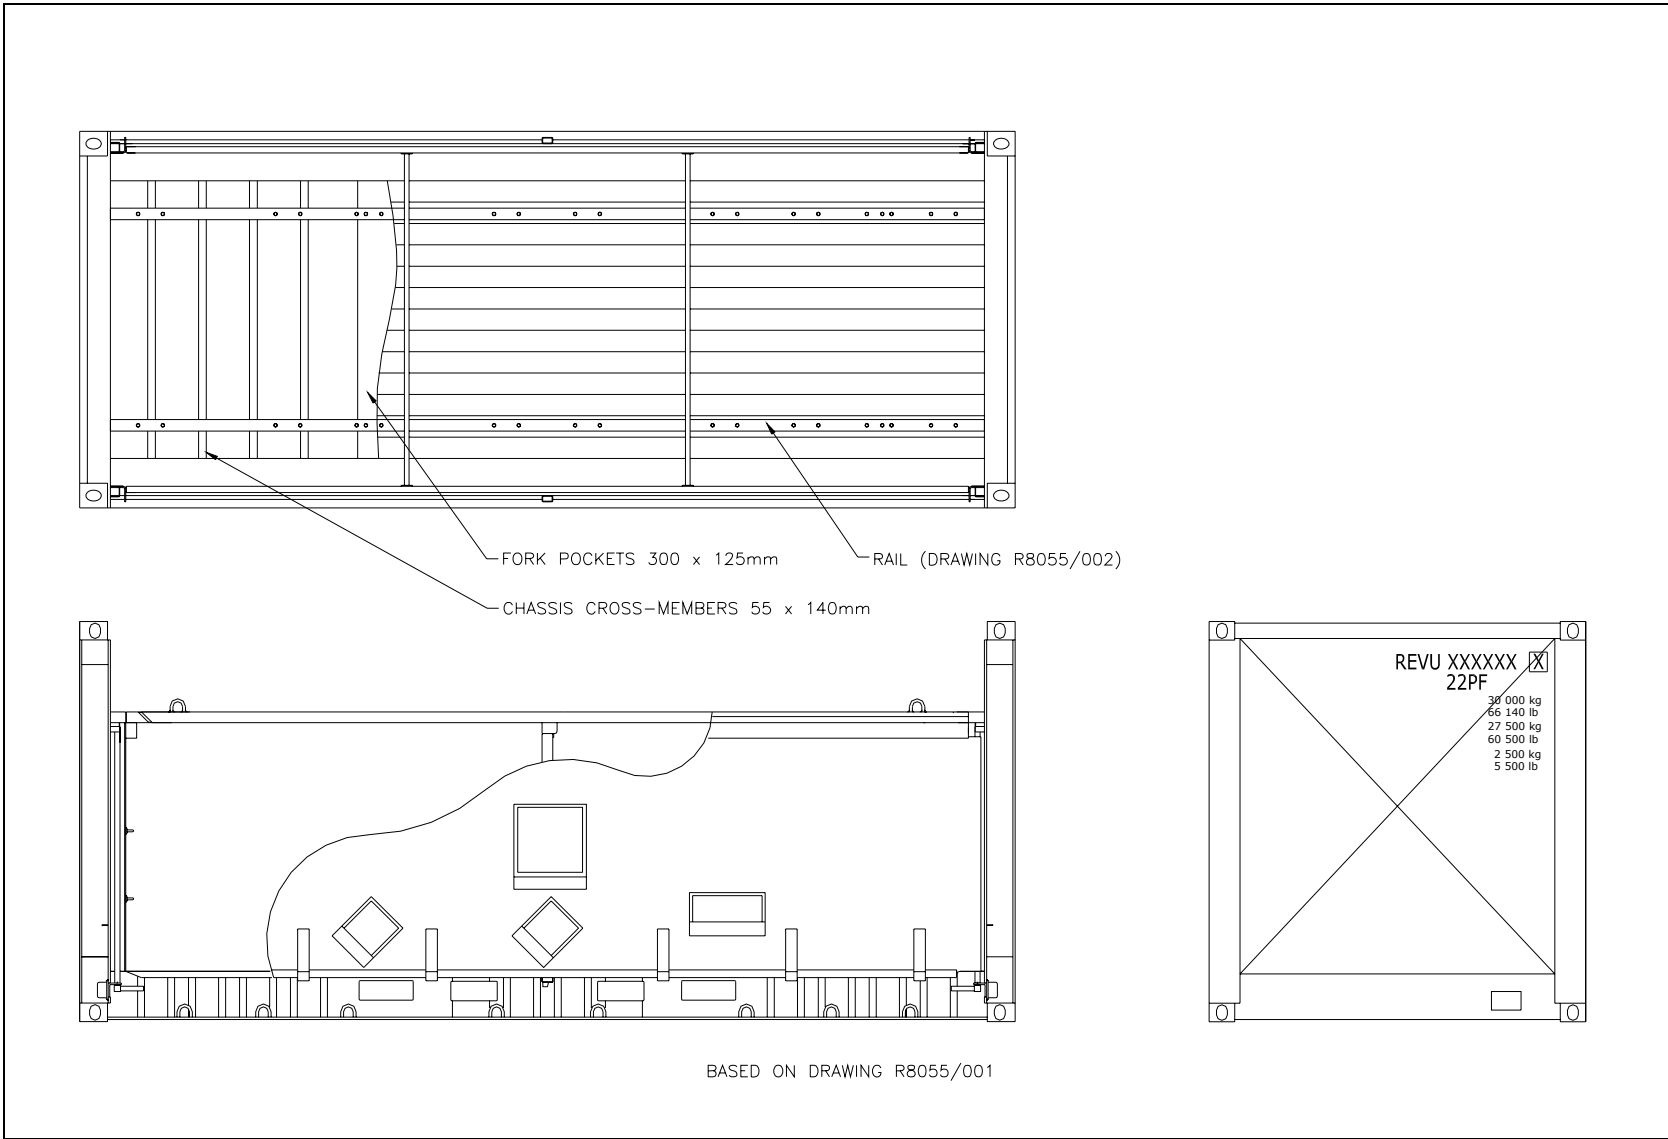 FORK POCKETS 300 x 125mm
RAIL (DRAWING R8055/002)
CHASSIS CROSS-MEMBERS 55 x 140mm
REVU XXXXXX X
22PF
30 000 kg
66 140 lb
27 500 kg
60 500 lb
2 500 kg
5 500 lb
BASED ON DRAWING R8055/001